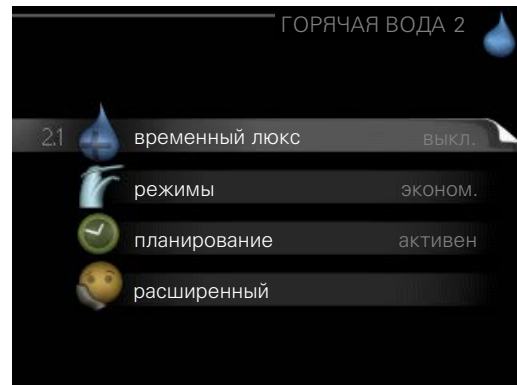 ГОРЯЧАЯ ВОДА 2
2.1 временный люкс выкл.
режимы эконом.
планирование активен
расширенный